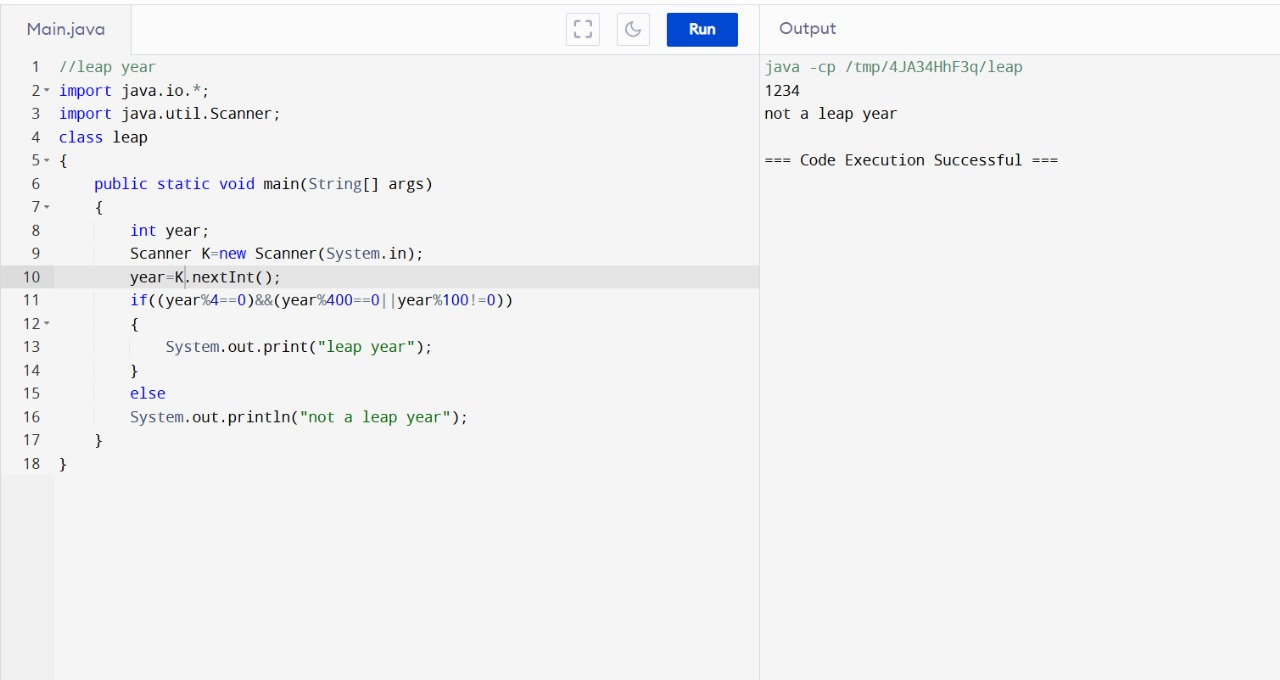 Main.java
Run
Output
1 //leap year
2 import java.io.*;
3 import java.util.Scanner;
4 class leap
5 {
6     public static void main(String[] args)
7     {
8         int year;
9         Scanner K=new Scanner(System.in);
10         year=K.nextInt();
11         if((year%4==0)&&(year%400==0||year%100!=0))
12         {
13             System.out.print("leap year");
14         }
15         else
16         System.out.println("not a leap year");
17     }
18 }
java -cp /tmp/4JA34HhF3q/leap
1234
not a leap year
=== Code Execution Successful ===